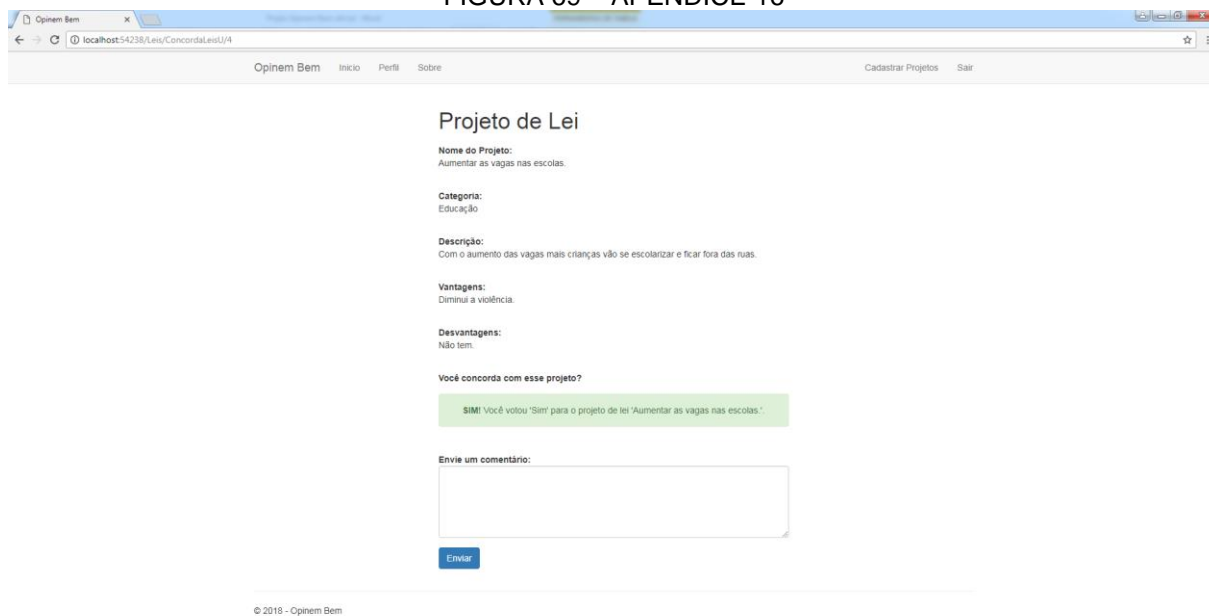 FIGURA 69 – APÊNDICE 16
Opinem Bem
localhost:54238/Leis/ConcordaLeisU/4
Opinem Bem Inicio Perfil Sobre Cadastrar Projetos Sair
Projeto de Lei
Nome do Projeto:
Aumentar as vagas nas escolas.
Categoria:
Educação
Descrição:
Com o aumento das vagas mais crianças vão se escolarizar e ficar fora das ruas.
Vantagens:
Diminui a violência.
Desvantagens:
Não tem.
Você concorda com esse projeto?
SIM! Você votou 'Sim' para o projeto de lei 'Aumentar as vagas nas escolas.'.
Envie um comentário:
Enviar
© 2018 - Opinem Bem